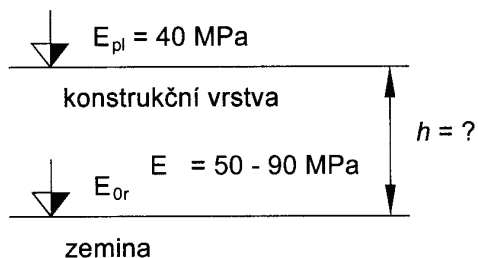 E_pl = 40 MPa
konstrukční vrstva
h = ?
E = 50 - 90 MPa
E_0r
zemina